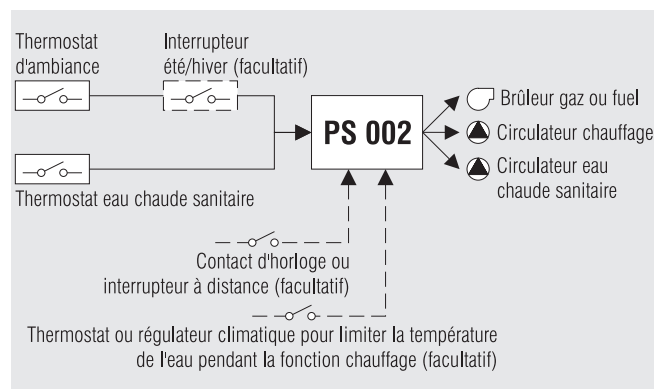 Thermostat
d'ambiance
Interrupteur
été/hiver (facultatif)
PS 002
Brûleur gaz ou fuel
Circulateur chauffage
Circulateur eau
chaude sanitaire
Thermostat eau chaude sanitaire
Contact d'horloge ou
interrupteur à distance (facultatif)
Thermostat ou régulateur climatique pour limiter la température
de l'eau pendant la fonction chauffage (facultatif)